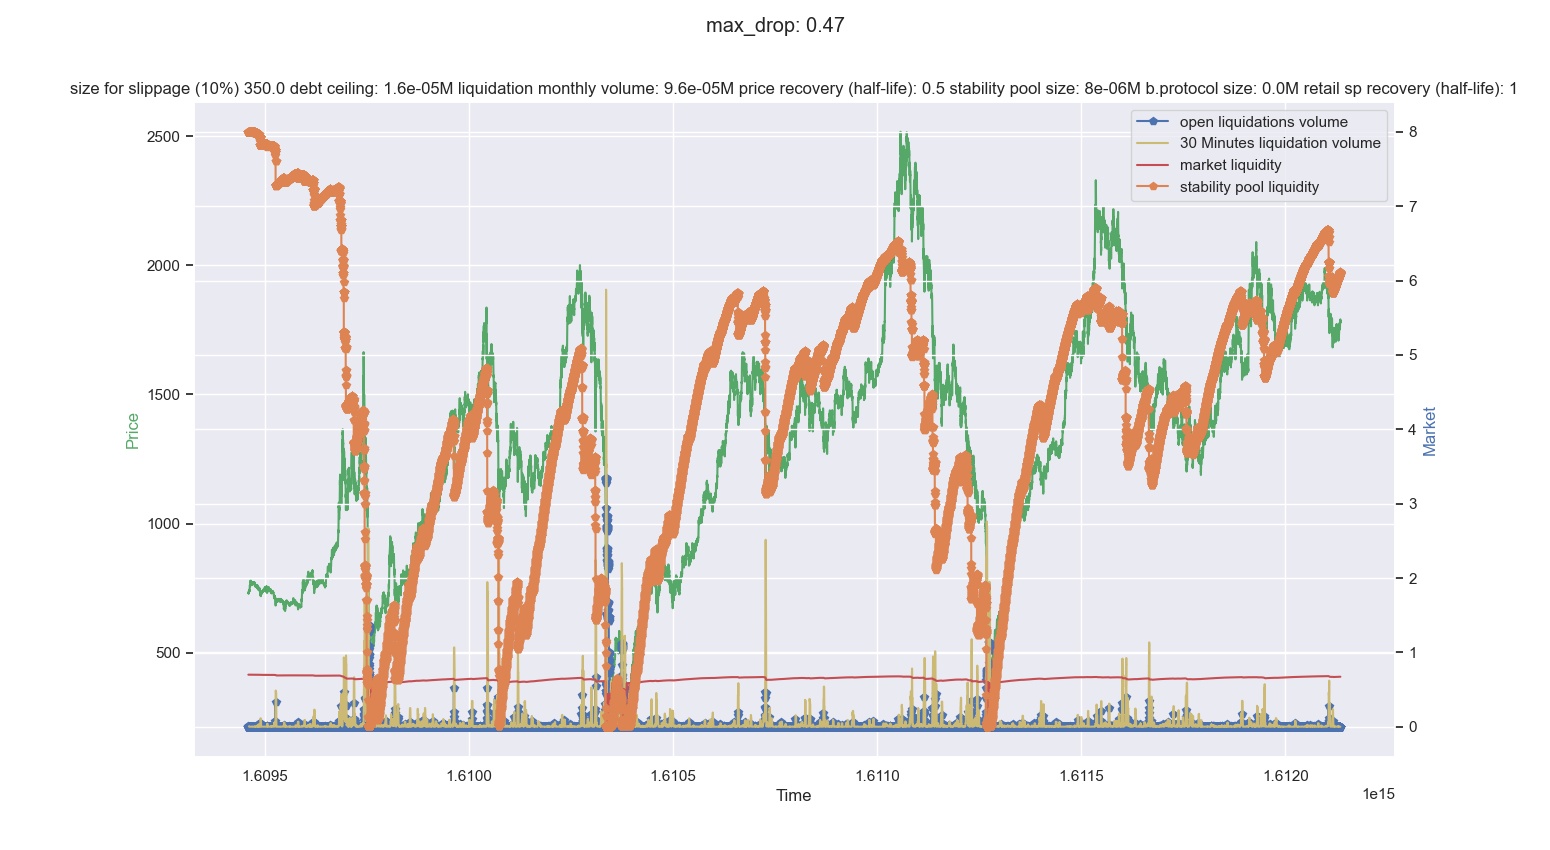 max_drop: 0.47
size for slippage (10%) 350.0 debt ceiling: 1.6e-05M liquidation monthly volume: 9.6e-05M price recovery (half-life): 0.5 stability pool size: 8e-06M b.protocol size: 0.0M retail sp recovery (half-life): 1
open liquidations volume
30 Minutes liquidation volume
market liquidity
stability pool liquidity
2500
2000
1500
1000
500
Price
8
7
6
5
4
3
2
1
0
Market
1.6095 1.6100 1.6105 1.6110 1.6115 1.6120
1e15
Time